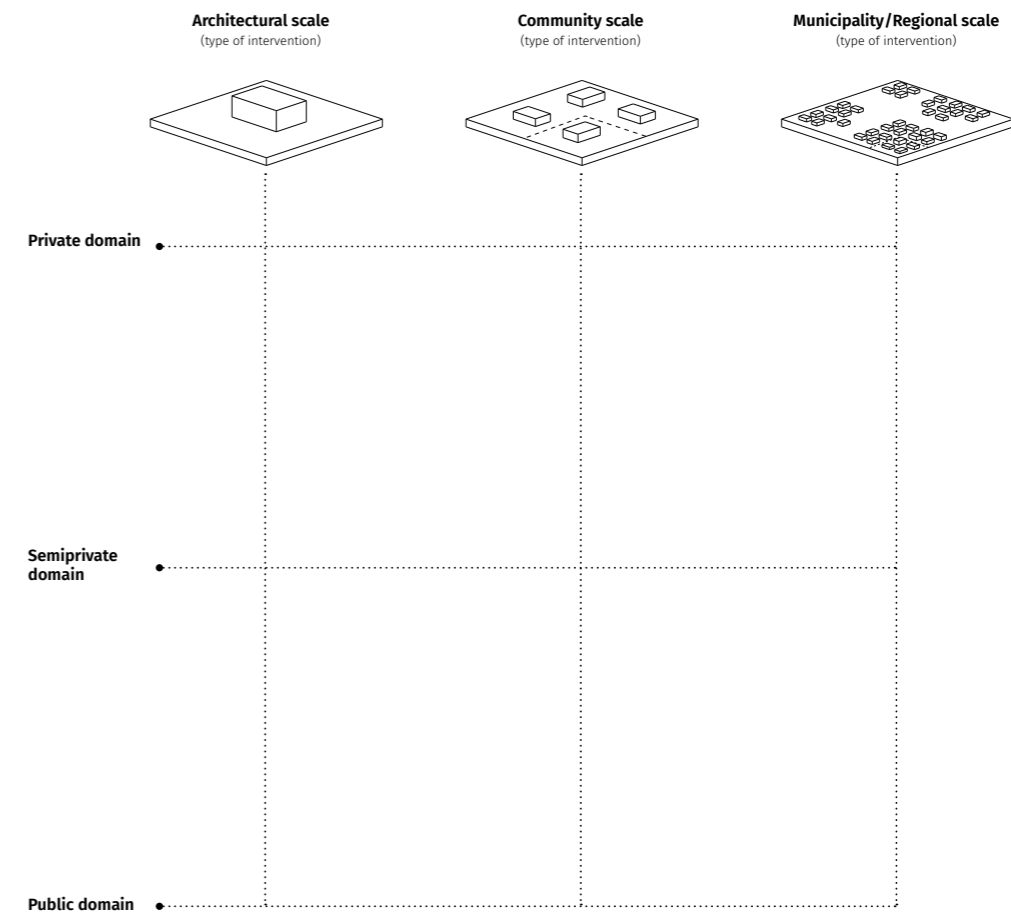 Architectural scale
(type of intervention)
Community scale
(type of intervention)
Municipality/Regional scale
(type of intervention)
Private domain
Semiprivate
domain
Public domain